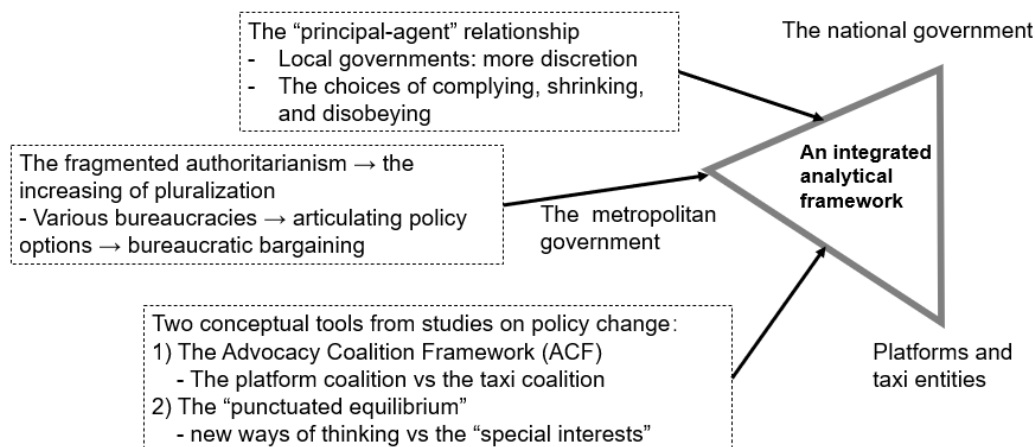 The “principal-agent” relationship
- Local governments: more discretion
- The choices of complying, shrinking,
and disobeying
The national government
The fragmented authoritarianism → the
increasing of pluralization
- Various bureaucracies → articulating policy
options → bureaucratic bargaining
An integrated
analytical
framework
The metropolitan
government
Two conceptual tools from studies on policy change:
1) The Advocacy Coalition Framework (ACF)
- The platform coalition vs the taxi coalition
2) The “punctuated equilibrium”
- new ways of thinking vs the “special interests”
Platforms and
taxi entities